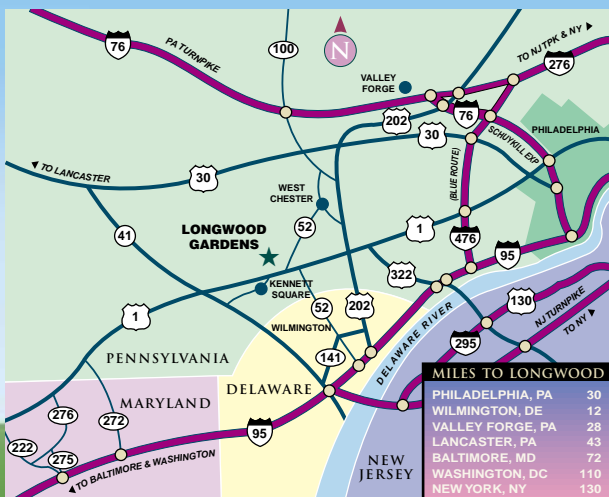 76
PA TURNPIKE
100
N
TO NJ TPK & NY
276
VALLEY
FORGE
202
76
30
SCHUYKILL EXP
PHILADELPHIA
TO LANCASTER
30
(BLUE ROUTE)
WEST
CHESTER
41
LONGWOOD
GARDENS
52
1
476
95
322
KENNETT
SQUARE
1
52
202
130
WILMINGTON
DELAWARE RIVER
NJ TURNPIKE
TO NY
295
141
PENNSYLVANIA
DELAWARE
MARYLAND
276
272
222
275
95
TO BALTIMORE & WASHINGTON
NEW
JERSEY
MILES TO LONGWOOD
PHILADELPHIA, PA 30
WILMINGTON, DE 12
VALLEY FORGE, PA 28
LANCASTER, PA 43
BALTIMORE, MD 72
WASHINGTON, DC 110
NEW YORK, NY 130